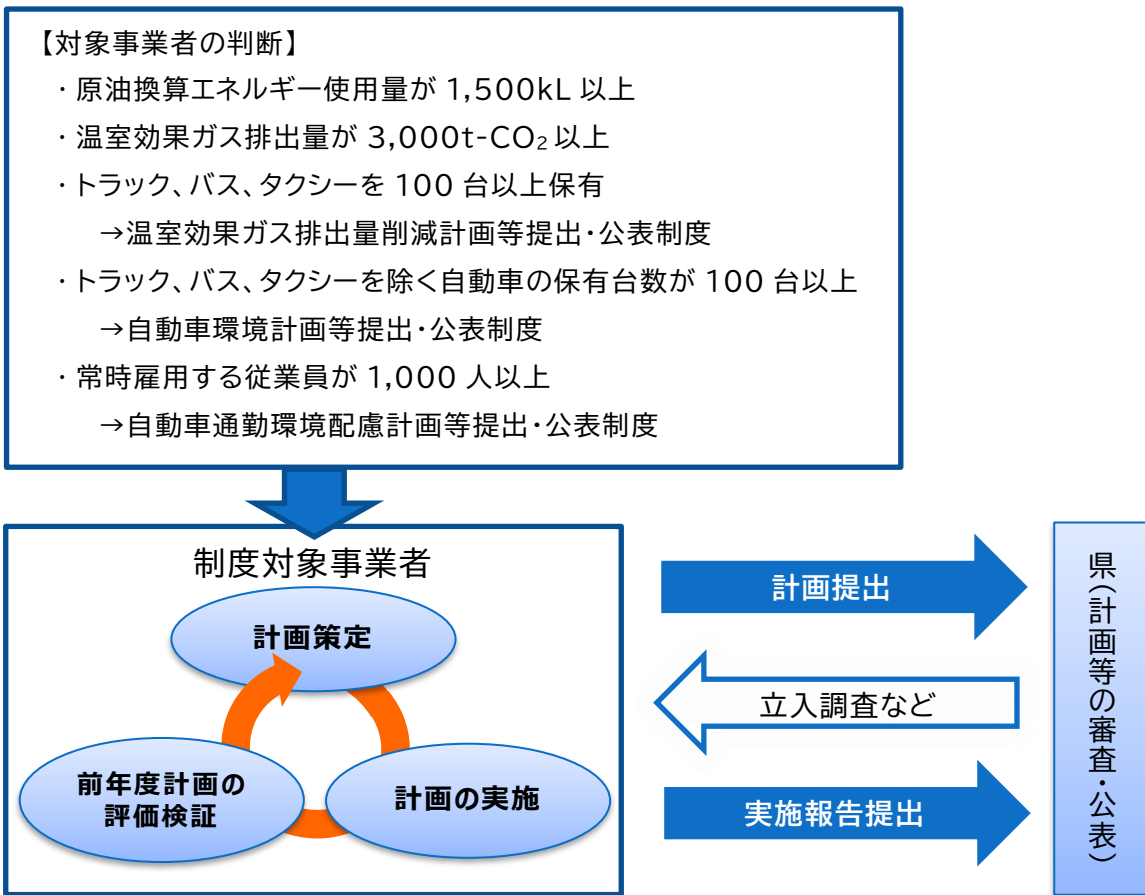 【対象事業者の判断】
・原油換算エネルギー使用量が 1,500kL 以上
・温室効果ガス排出量が 3,000t-CO₂ 以上
・トラック、バス、タクシーを 100 台以上保有
→温室効果ガス排出量削減計画等提出・公表制度
・トラック、バス、タクシーを除く自動車の保有台数が 100 台以上
→自動車環境計画等提出・公表制度
・常時雇用する従業員が 1,000 人以上
→自動車通勤環境配慮計画等提出・公表制度
制度対象事業者
計画策定
前年度計画の
評価検証
計画の実施
計画提出
立入調査など
実施報告提出
県(計画等の審査・公表)